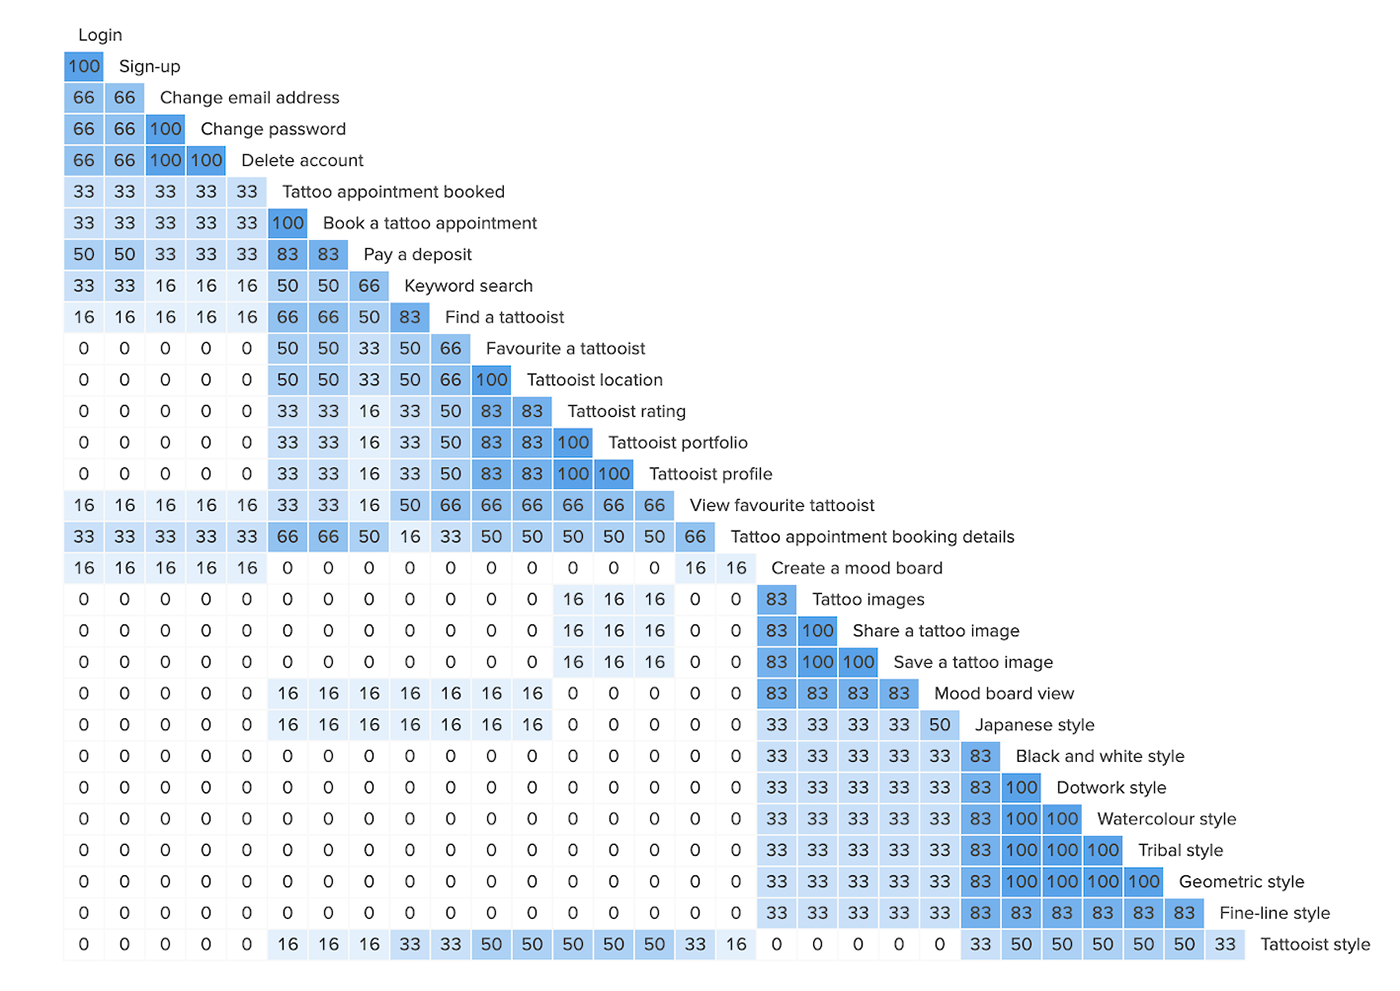 Login
100 Sign-up
66 66 Change email address
66 66 100 Change password
66 66 100 100 Delete account
33 33 33 33 33 Tattoo appointment booked
33 33 33 33 33 100 Book a tattoo appointment
50 50 33 33 33 83 83 Pay a deposit
33 33 16 16 16 50 50 66 Keyword search
16 16 16 16 16 66 66 50 83 Find a tattooist
0 0 0 0 0 50 50 33 50 66 Favourite a tattooist
0 0 0 0 0 50 50 33 50 66 100 Tattooist location
0 0 0 0 0 33 33 16 33 50 83 83 Tattooist rating
0 0 0 0 0 33 33 16 33 50 83 83 100 Tattooist portfolio
0 0 0 0 0 33 33 16 33 50 83 83 100 100 Tattooist profile
16 16 16 16 16 33 33 16 50 66 66 66 66 66 66 View favourite tattooist
33 33 33 33 33 66 66 50 16 33 50 50 50 50 50 66 Tattoo appointment booking details
16 16 16 16 16 0 0 0 0 0 0 0 0 0 0 16 16 Create a mood board
0 0 0 0 0 0 0 0 0 0 0 0 16 16 16 0 0 83 Tattoo images
0 0 0 0 0 0 0 0 0 0 0 0 16 16 16 0 0 83 100 Share a tattoo image
0 0 0 0 0 0 0 0 0 0 0 0 16 16 16 0 0 83 100 100 Save a tattoo image
0 0 0 0 0 16 16 16 16 16 16 16 0 0 0 0 0 83 83 83 83 Mood board view
0 0 0 0 0 16 16 16 16 16 16 16 0 0 0 0 0 33 33 33 33 50 Japanese style
0 0 0 0 0 0 0 0 0 0 0 0 0 0 0 0 0 33 33 33 33 33 83 Black and white style
0 0 0 0 0 0 0 0 0 0 0 0 0 0 0 0 0 33 33 33 33 33 83 100 Dotwork style
0 0 0 0 0 0 0 0 0 0 0 0 0 0 0 0 0 33 33 33 33 33 83 100 100 Watercolour style
0 0 0 0 0 0 0 0 0 0 0 0 0 0 0 0 0 33 33 33 33 33 83 100 100 100 Tribal style
0 0 0 0 0 0 0 0 0 0 0 0 0 0 0 0 0 33 33 33 33 33 83 100 100 100 100 Geometric style
0 0 0 0 0 0 0 0 0 0 0 0 0 0 0 0 0 33 33 33 33 33 83 83 83 83 83 83 Fine-line style
0 0 0 0 0 16 16 16 33 33 50 50 50 50 50 33 16 0 0 0 0 0 33 50 50 50 50 50 33 Tattooist style